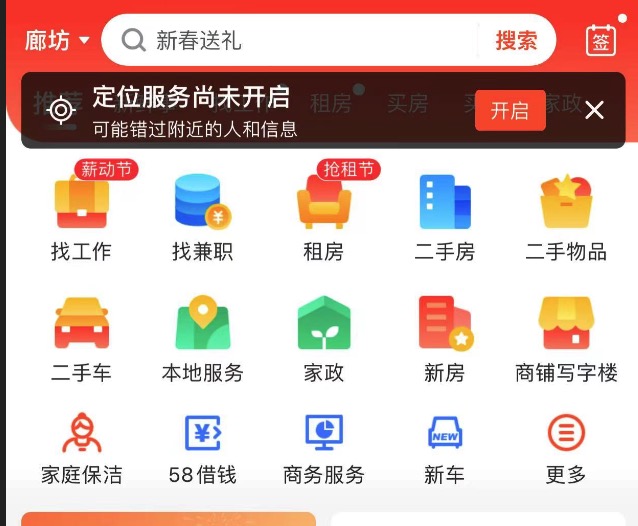 廊坊
新春送礼
搜索
签
定位服务尚未开启
可能错过附近的人和信息
开启
推荐
租房
买房
家政
薪动节
抢租节
找工作
找兼职
租房
二手房
二手物品
二手车
本地服务
家政
新房
商铺写字楼
NEW
家庭保洁
58借钱
商务服务
新车
更多